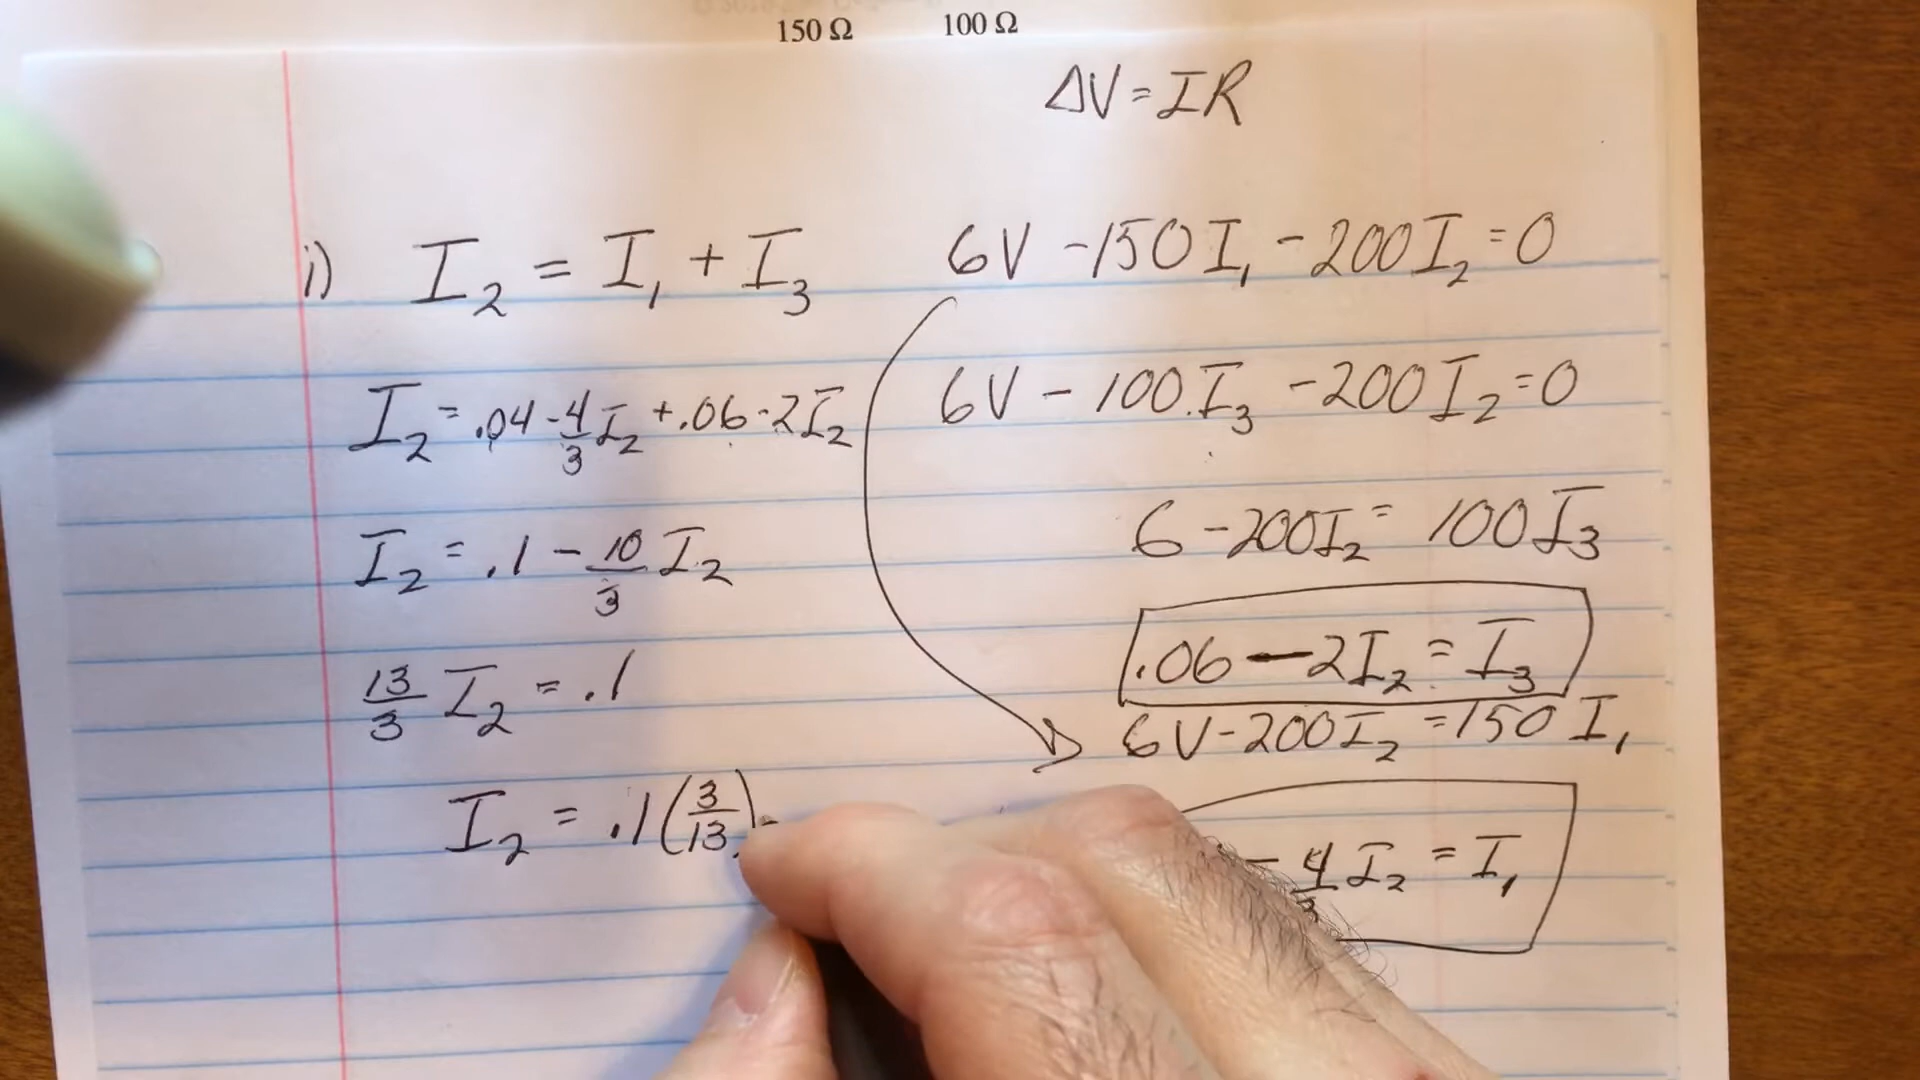 150 Ω 100 Ω
ΔV = IR
i) I₂ = I₁ + I₃
6V - 150 I₁ - 200 I₂ = 0
I₂ = .04 - 4/3 I₂ + .06 - 2I₂
6V - 100 I₃ - 200 I₂ = 0
I₂ = .1 - 10/3 I₂
6 - 200I₂ = 100 I₃
13/3 I₂ = .1
.06 - 2I₂ = I₃
6V - 200I₂ = 150 I₁
I₂ = .1 (3/13)
- 4/3 I₂ = I₁